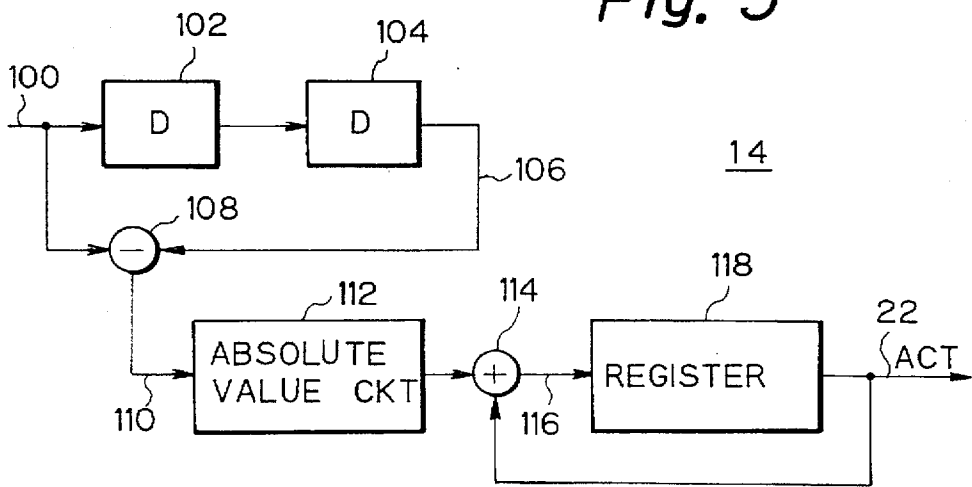 Fig. 5
102
104
100
D
D
106
14
108
112
114
118
22
ABSOLUTE
VALUE CKT
REGISTER
ACT
110
116